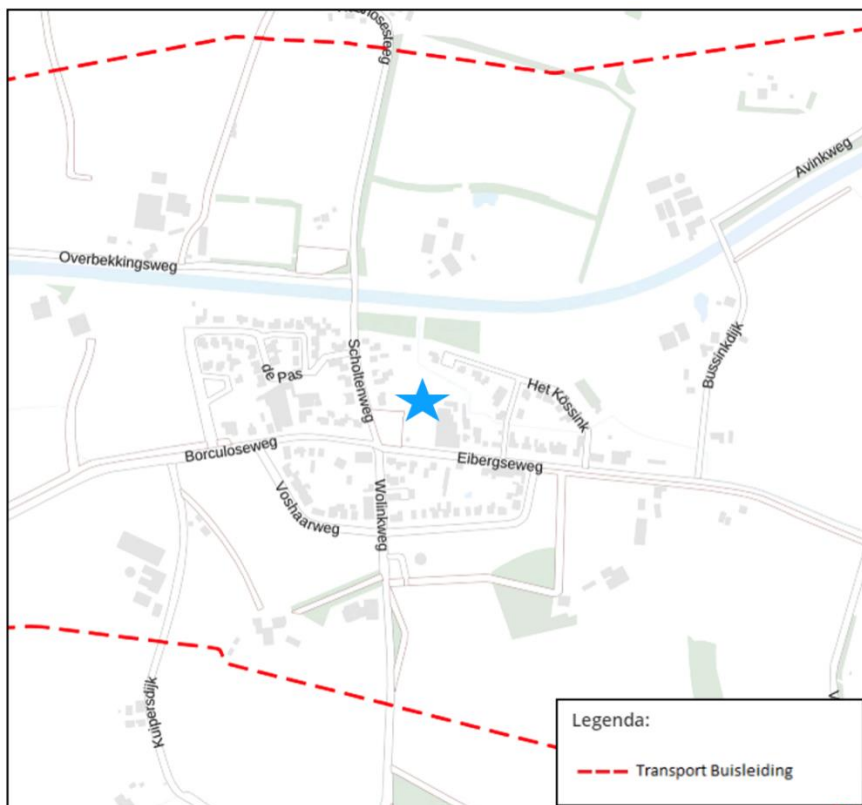 Avinkweg
Overbekkingsweg
Bussinkdijk
Scholtenweg
de Pas
Het Kössink
Borculoseweg
Eibergseweg
Voshaarweg
Wolinkweg
Kuipersdijk
Legenda:
Transport Buisleiding